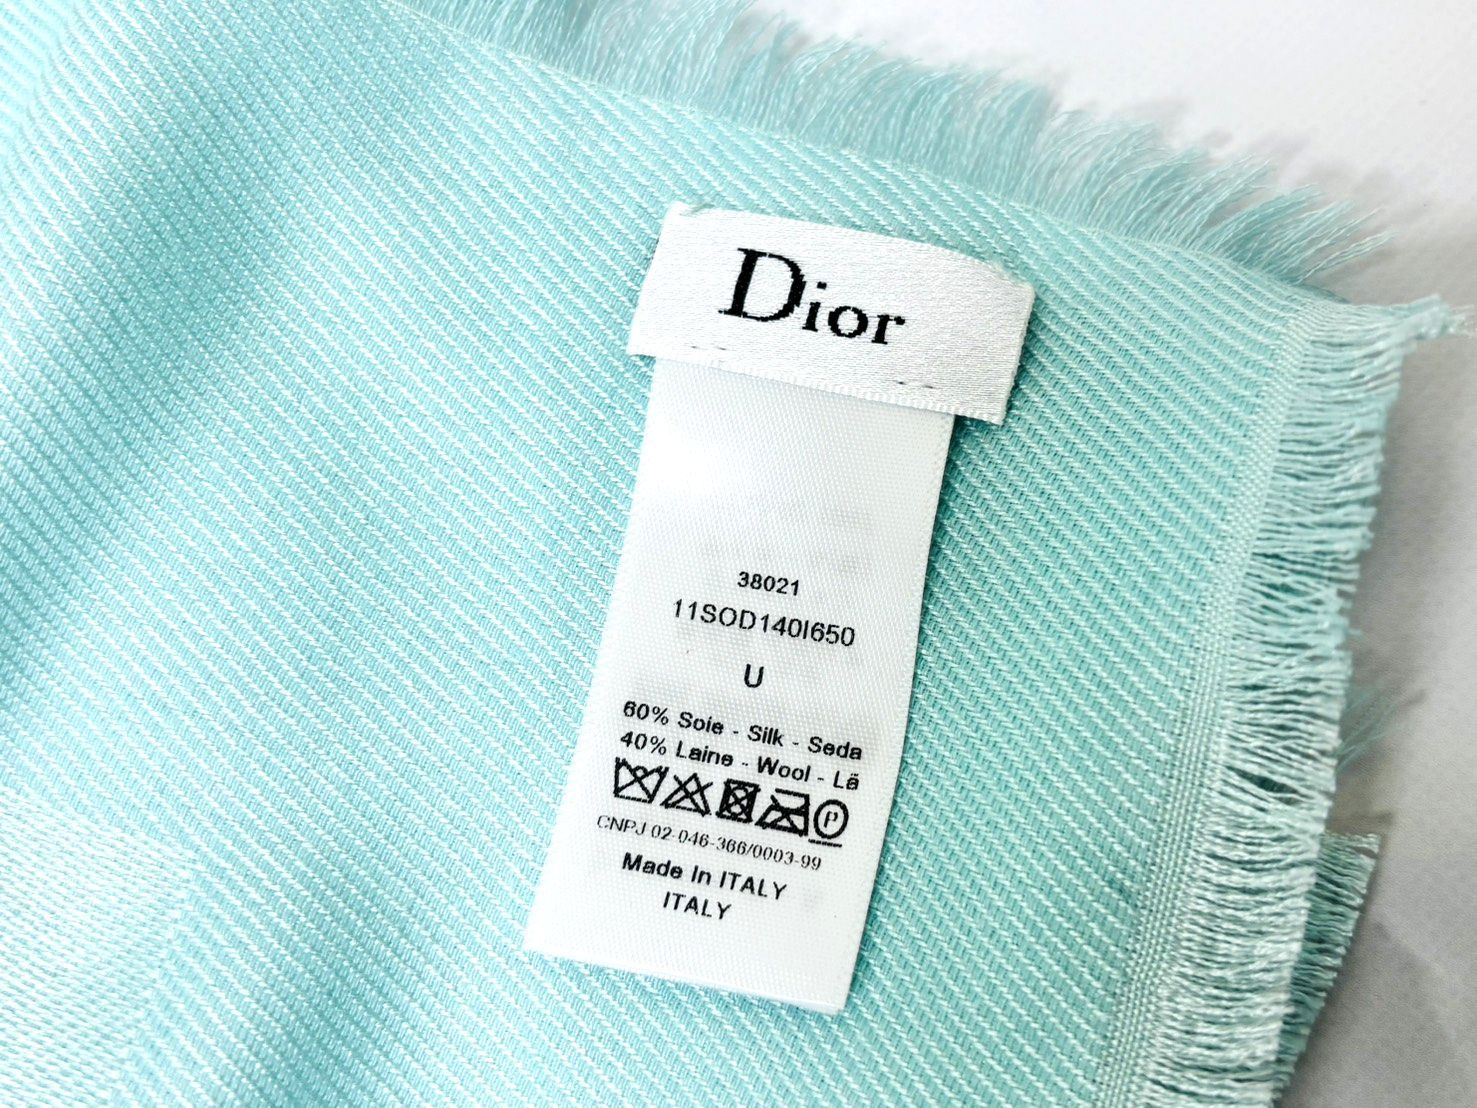 Dior
38021
11SOD140I650
U
60% Soie - Silk - Seda
40% Laine - Wool - Lä
P
CNPJ 02-046-366/0003-99
Made In ITALY
ITALY